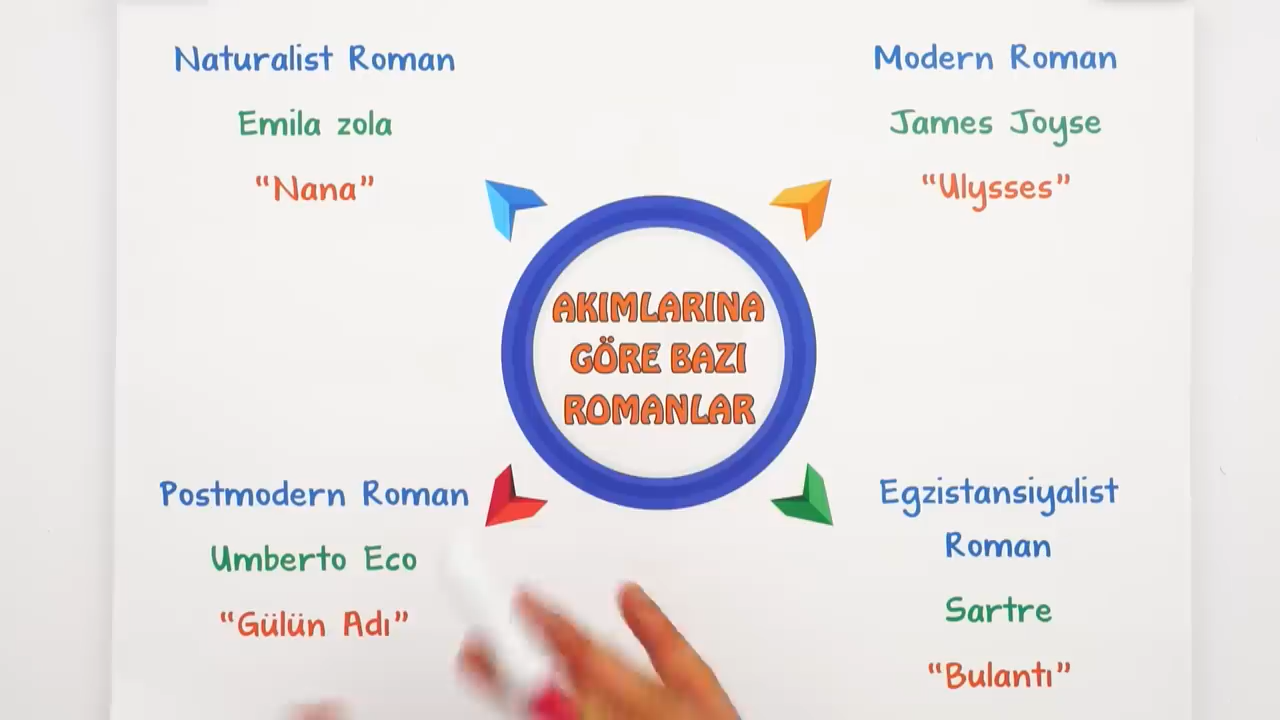 Naturalist Roman
Emila zola
“Nana”
Modern Roman
James Joyse
“Ulysses”
AKIMLARINA
GÖRE BAZI
ROMANLAR
Postmodern Roman
Umberto Eco
“Gülün Adı”
Egzistansiyalist
Roman
Sartre
“Bulantı”